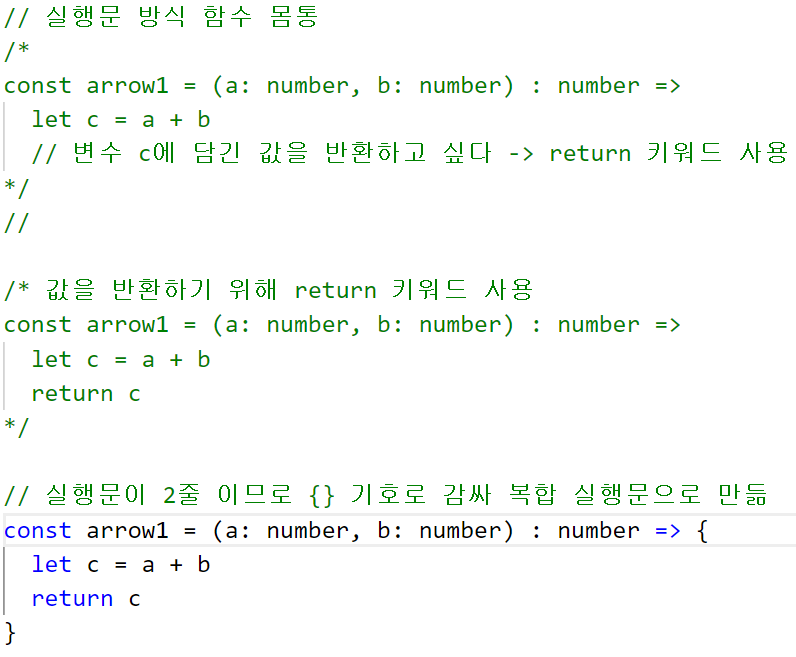 // 실행문 방식 함수 몸통
/*
const arrow1 = (a: number, b: number) : number =>
  let c = a + b
  // 변수 c에 담긴 값을 반환하고 싶다 -> return 키워드 사용
*/
//
/* 값을 반환하기 위해 return 키워드 사용
const arrow1 = (a: number, b: number) : number =>
  let c = a + b
  return c
*/
// 실행문이 2줄 이므로 {} 기호로 감싸 복합 실행문으로 만듦
const arrow1 = (a: number, b: number) : number => {
  let c = a + b
  return c
}